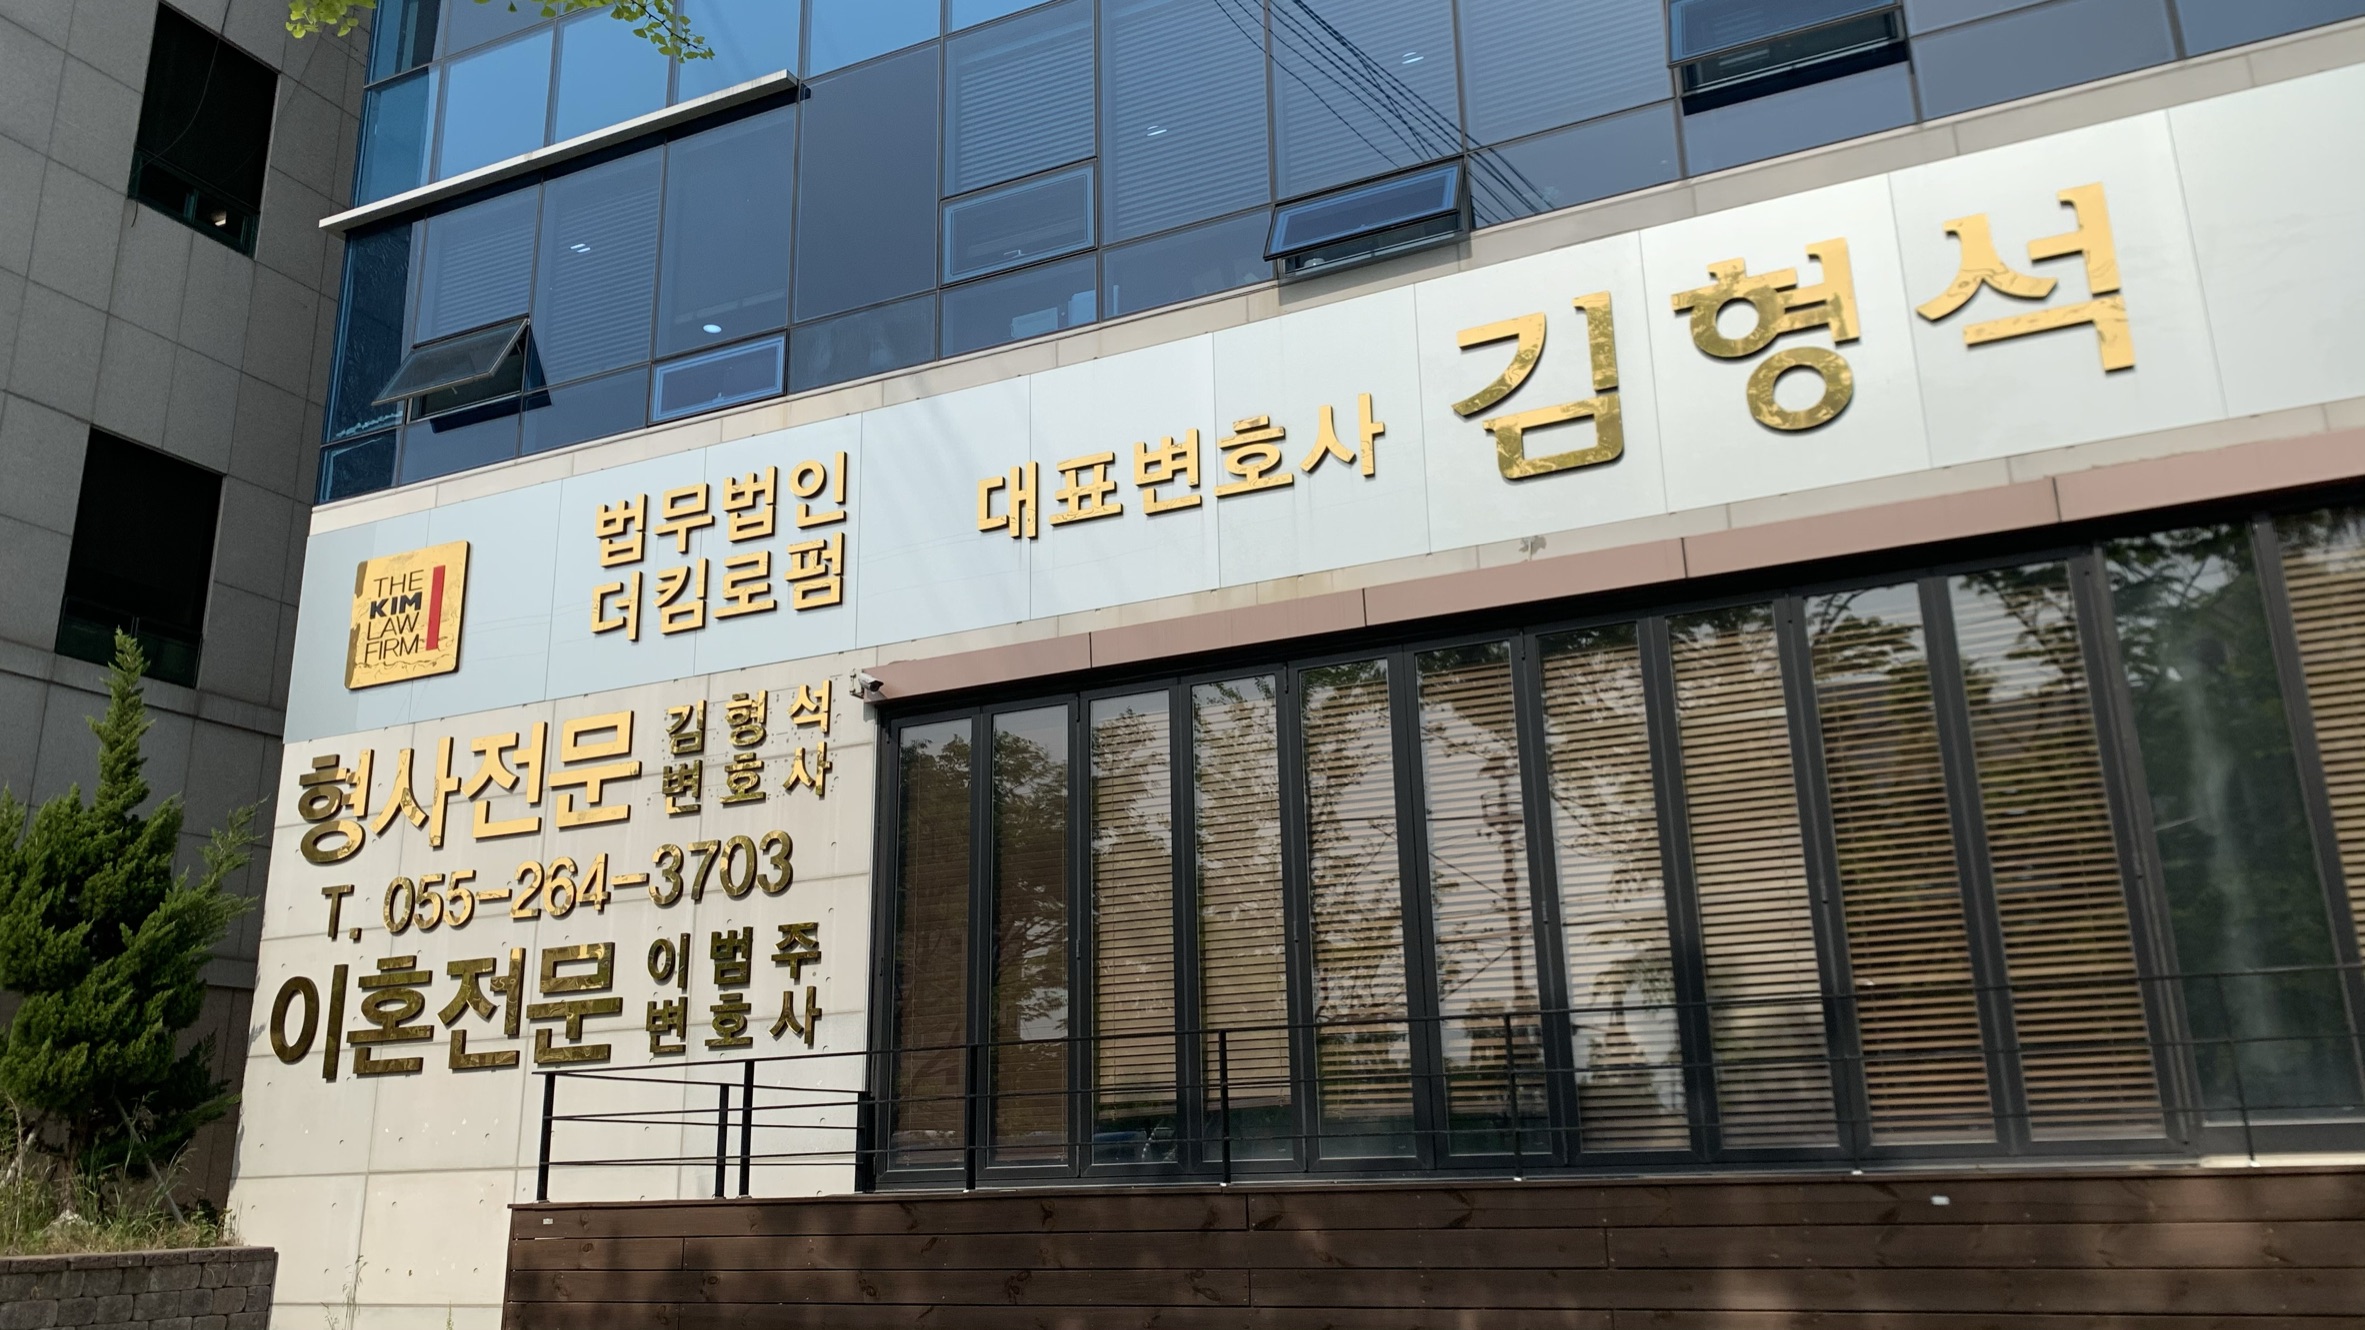 THE
KIM
LAW
FIRM
법무법인
더킴로펌
대표변호사 김형석
형사전문 김형석
변호사
T. 055-264-3703
이혼전문 이범주
변호사